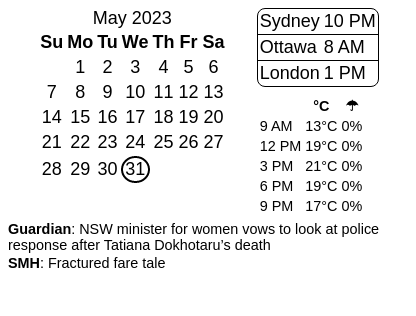 May 2023
Su Mo Tu We Th Fr Sa
1 2 3 4 5 6
7 8 9 10 11 12 13
14 15 16 17 18 19 20
21 22 23 24 25 26 27
28 29 30 31
Sydney 10 PM
Ottawa 8 AM
London 1 PM
°C ☂
9 AM 13°C 0%
12 PM 19°C 0%
3 PM 21°C 0%
6 PM 19°C 0%
9 PM 17°C 0%
Guardian: NSW minister for women vows to look at police
response after Tatiana Dokhotaru’s death
SMH: Fractured fare tale